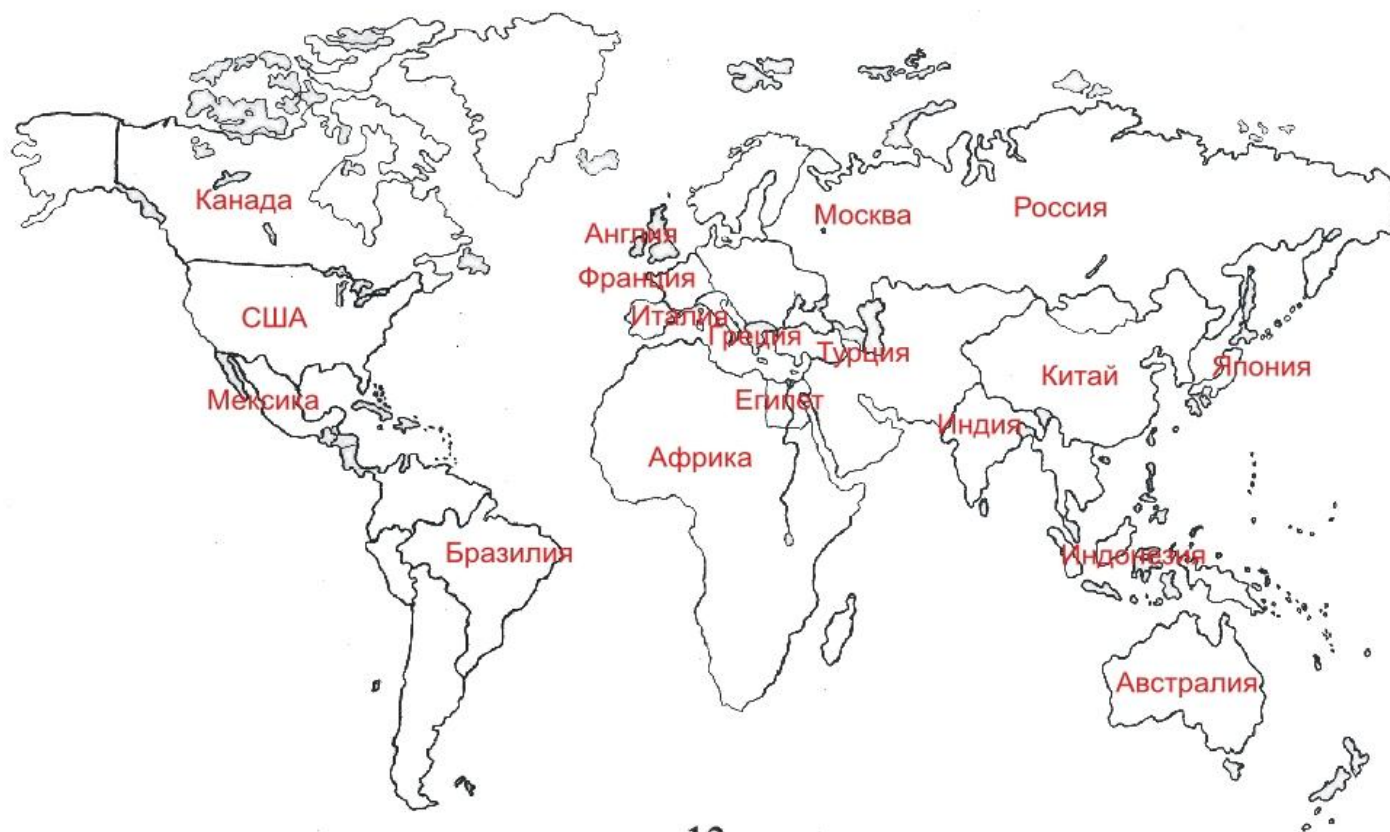 Канада
Москва
Россия
Англия
Франция
США
Италия
Греция
Турция
Япония
Китай
Мексика
Египет
Индия
Африка
Бразилия
Индонезия
Австралия